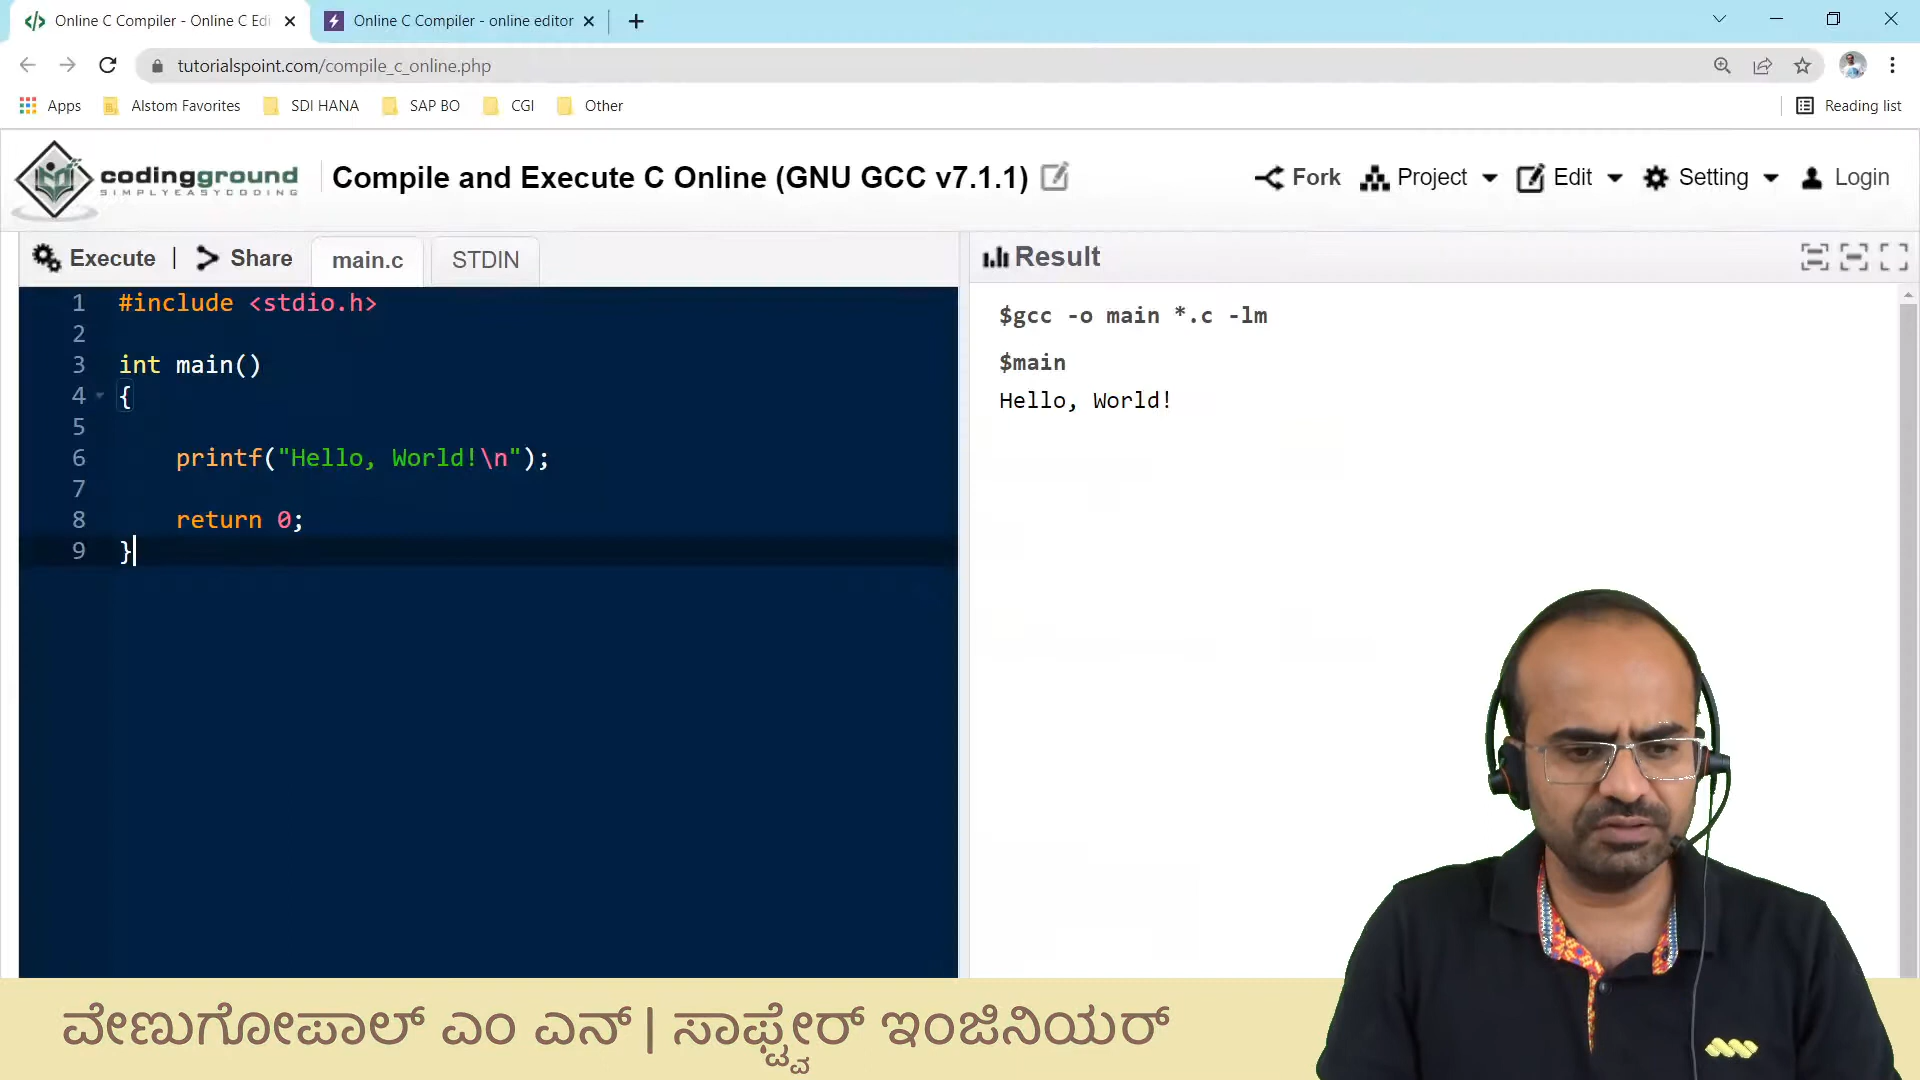 Online C Compiler - Online C Edi
Online C Compiler - online editor
tutorialspoint.com/compile_c_online.php
Apps
Alstom Favorites
SDI HANA
SAP BO
CGI
Other
Reading list
codingground
SIMPLYEASYCODING
Compile and Execute C Online (GNU GCC v7.1.1)
Fork
Project
Edit
Setting
Login
Execute | Share
main.c
STDIN
Result
1 #include <stdio.h>
2
3 int main()
4 {
5
6 printf("Hello, World!\n");
7
8 return 0;
9 }
$gcc -o main *.c -lm
$main
Hello, World!
ವೇಣುಗೋಪಾಲ್ ಎಂ ಎನ್ | ಸಾಫ್ಟ್ವೇರ್ ಇಂಜಿನಿಯರ್